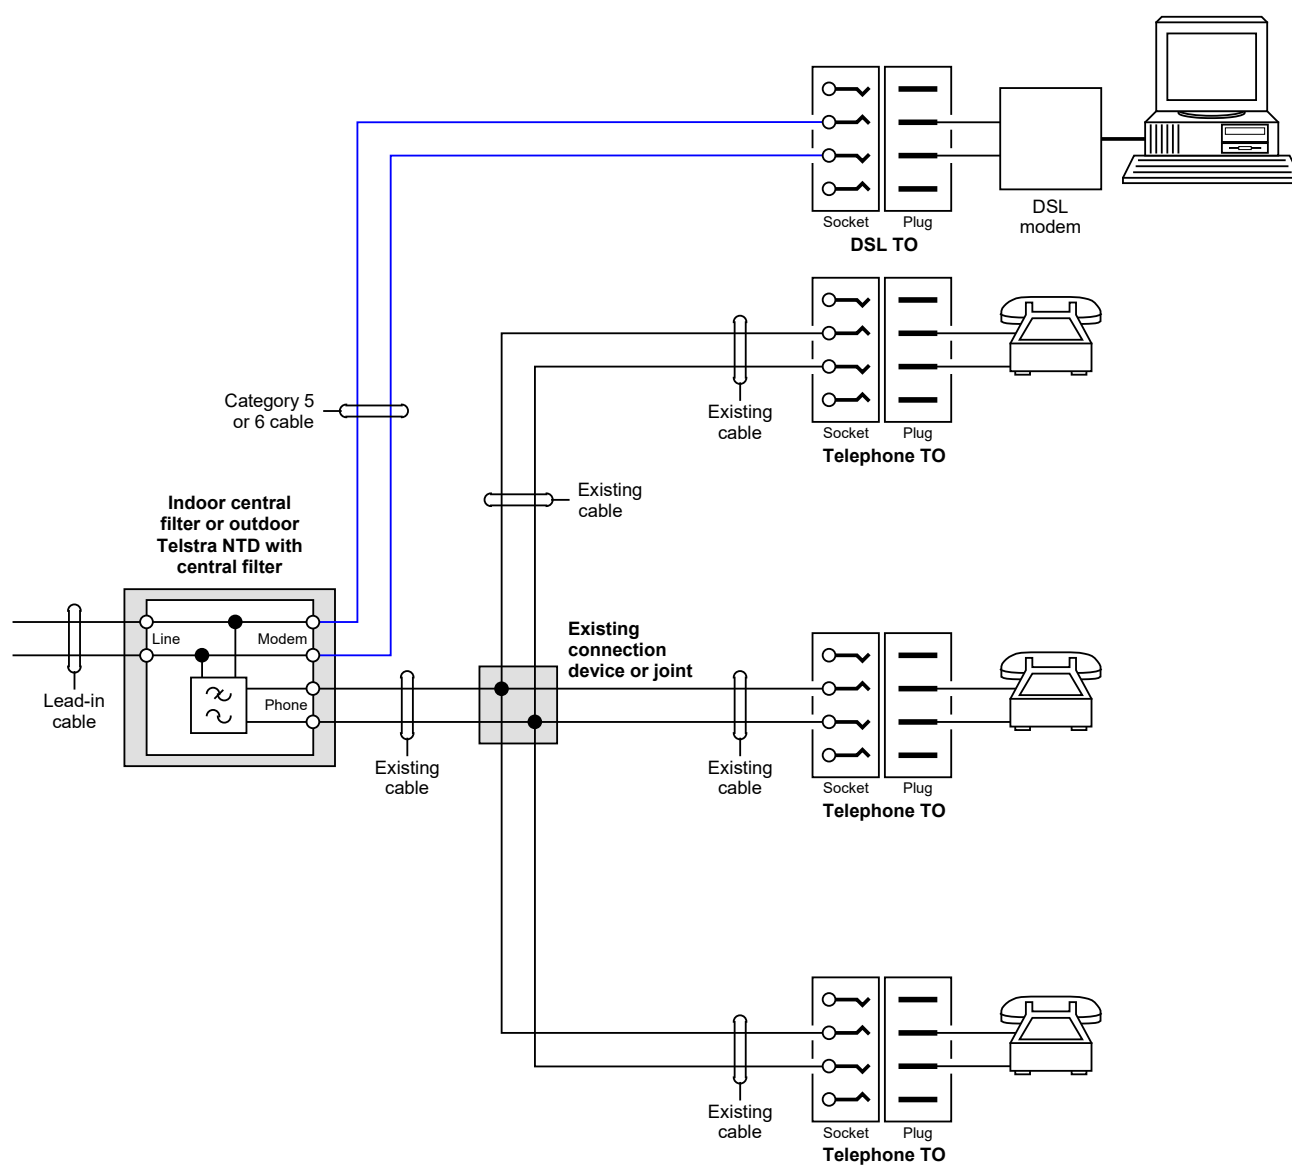 Socket
Plug
DSL TO
DSL
modem
Socket
Plug
Telephone TO
Existing
cable
Category 5
or 6 cable
Existing
cable
Indoor central
filter or outdoor
Telstra NTD with
central filter
Line
Modem
Phone
Lead-in
cable
Existing
cable
Existing
connection
device or joint
Existing
cable
Socket
Plug
Telephone TO
Existing
cable
Socket
Plug
Telephone TO